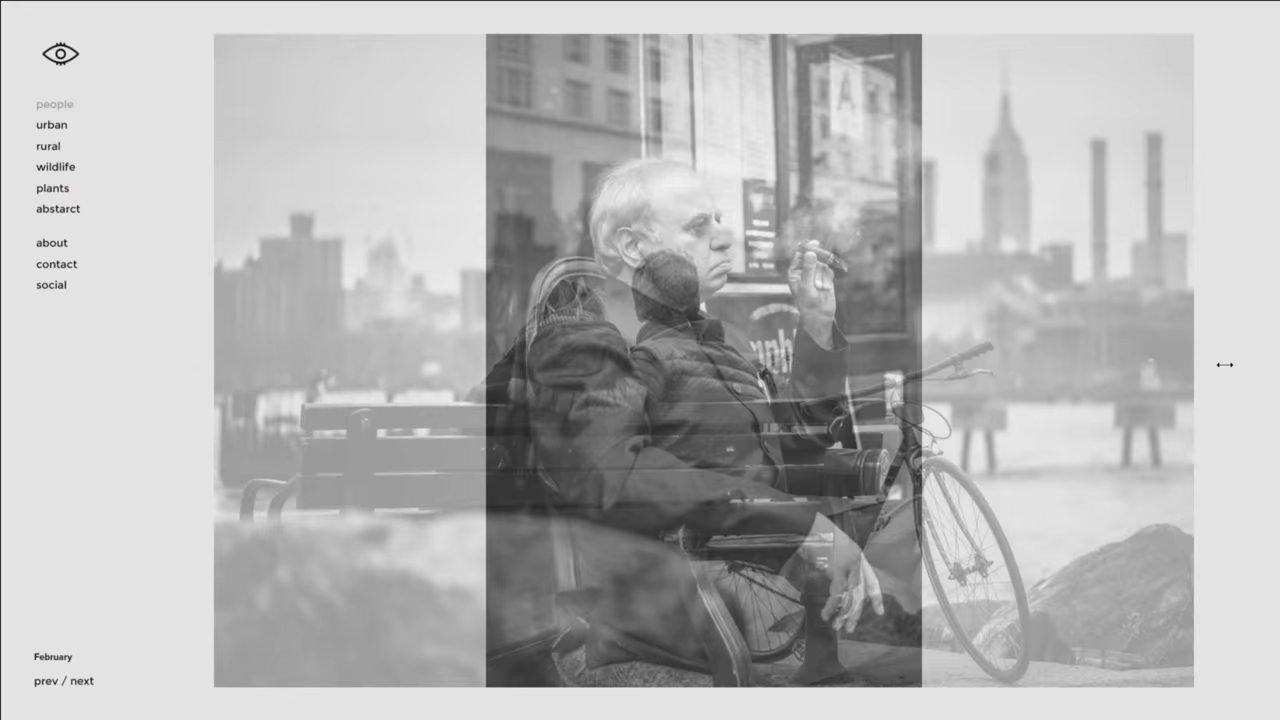 people
urban
rural
wildlife
plants
abstarct
about
contact
social
A
February
prev / next